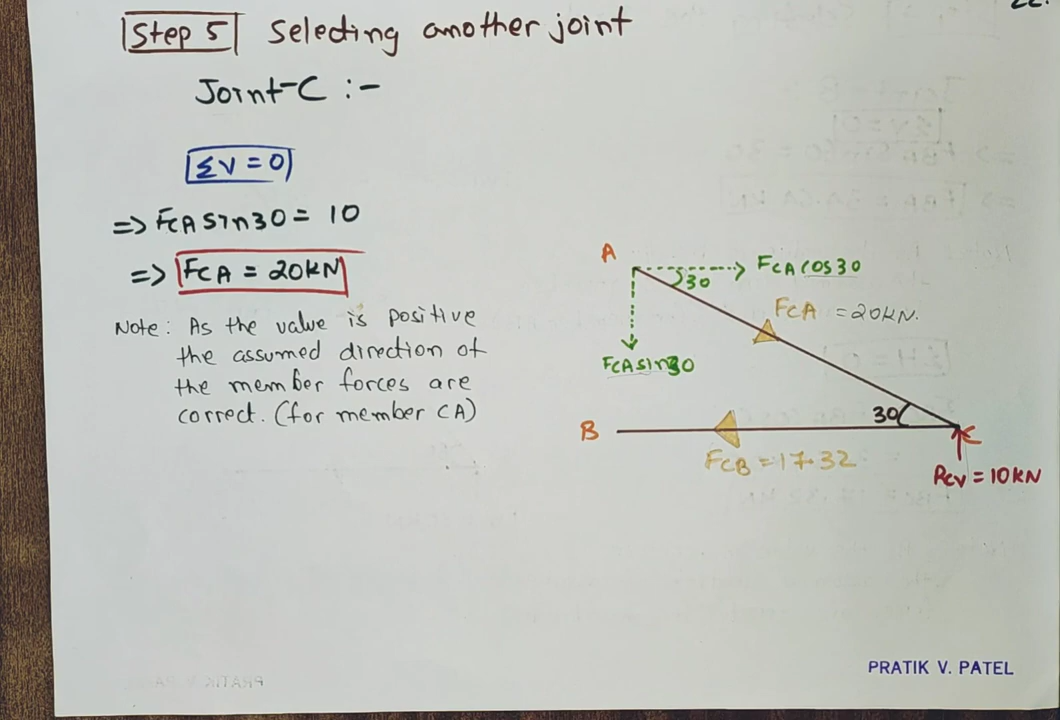 Step 5 Selecting another joint
Joint-C :-
ΣV = 0
=> FCA sin30 = 10
=> FCA = 20KN
Note: As the value is positive
the assumed direction of
the member forces are
correct. (for member CA)
A
FCA cos30
30
FCA = 20KN.
FCA sin30
30
B
C
FCB = 17.32
RCV = 10KN
PRATIK V. PATEL